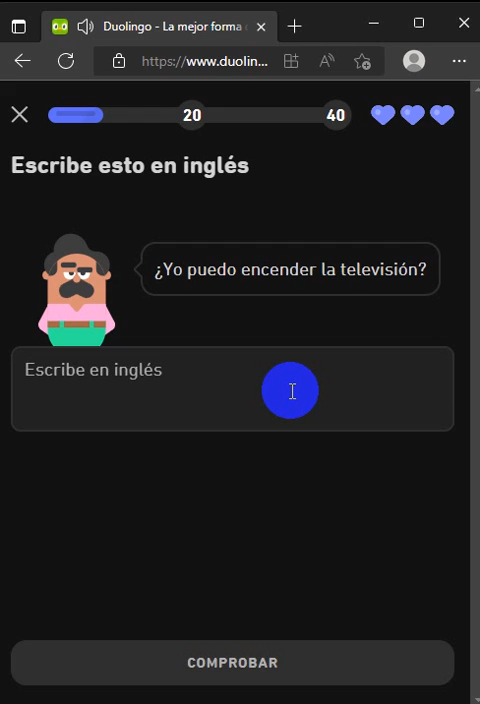 Duolingo - La mejor forma
https://www.duolin...
20
40
Escribe esto en inglés
¿Yo puedo encender la televisión?
Escribe en inglés
COMPROBAR